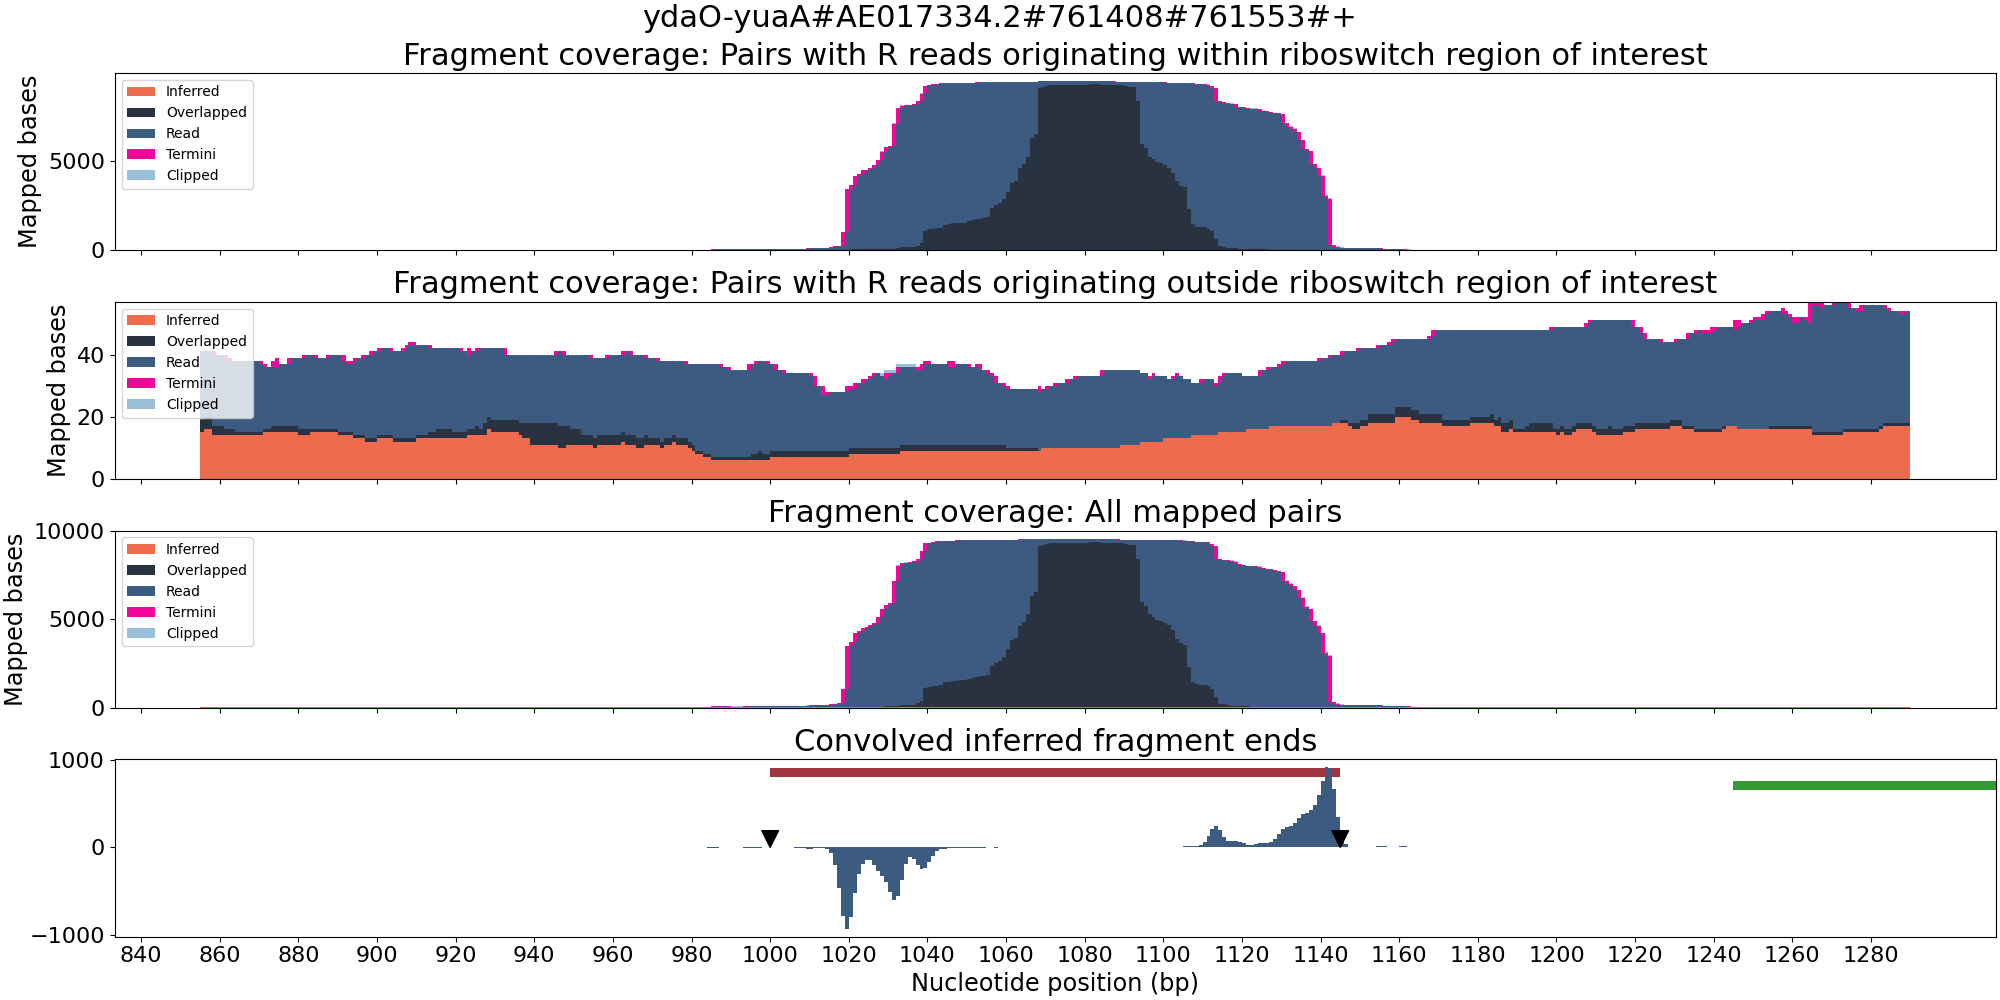 ydaO-yuaA#AE017334.2#761408#761553#+
Fragment coverage: Pairs with R reads originating within riboswitch region of interest
Mapped bases
5000
0
Inferred
Overlapped
Read
Termini
Clipped
Fragment coverage: Pairs with R reads originating outside riboswitch region of interest
Mapped bases
40
20
0
Inferred
Overlapped
Read
Termini
Clipped
Fragment coverage: All mapped pairs
Mapped bases
10000
5000
0
Inferred
Overlapped
Read
Termini
Clipped
Convolved inferred fragment ends
1000
0
−1000
840 860 880 900 920 940 960 980 1000 1020 1040 1060 1080 1100 1120 1140 1160 1180 1200 1220 1240 1260 1280
Nucleotide position (bp)